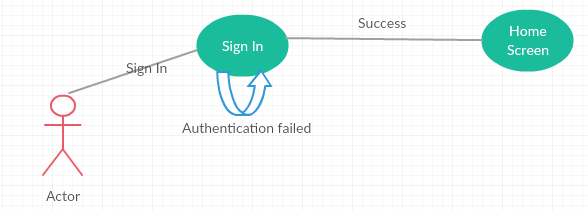 Success
Home
Screen
Sign In
Sign In
Authentication failed
Actor